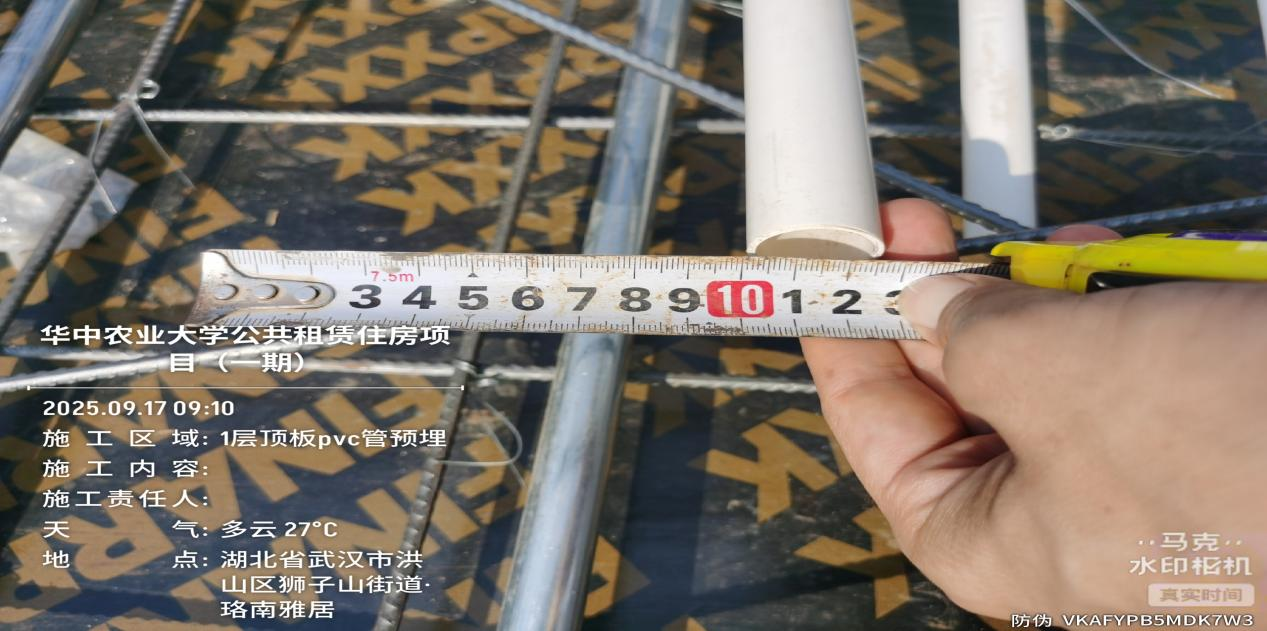 7.5m
3 4 5 6 7 8 9 10 1 2 3
华中农业大学公共租赁住房项
目（一期）
2025.09.17 09:10
施工区域：1层顶板pvc管预埋
施工内容：
施工责任人：
天气：多云 27°C
地点：湖北省武汉市洪
山区狮子山街道·
珞南雅居
马克
水印相机
真实时间
防伪 VKAFYPB5MDK7W3